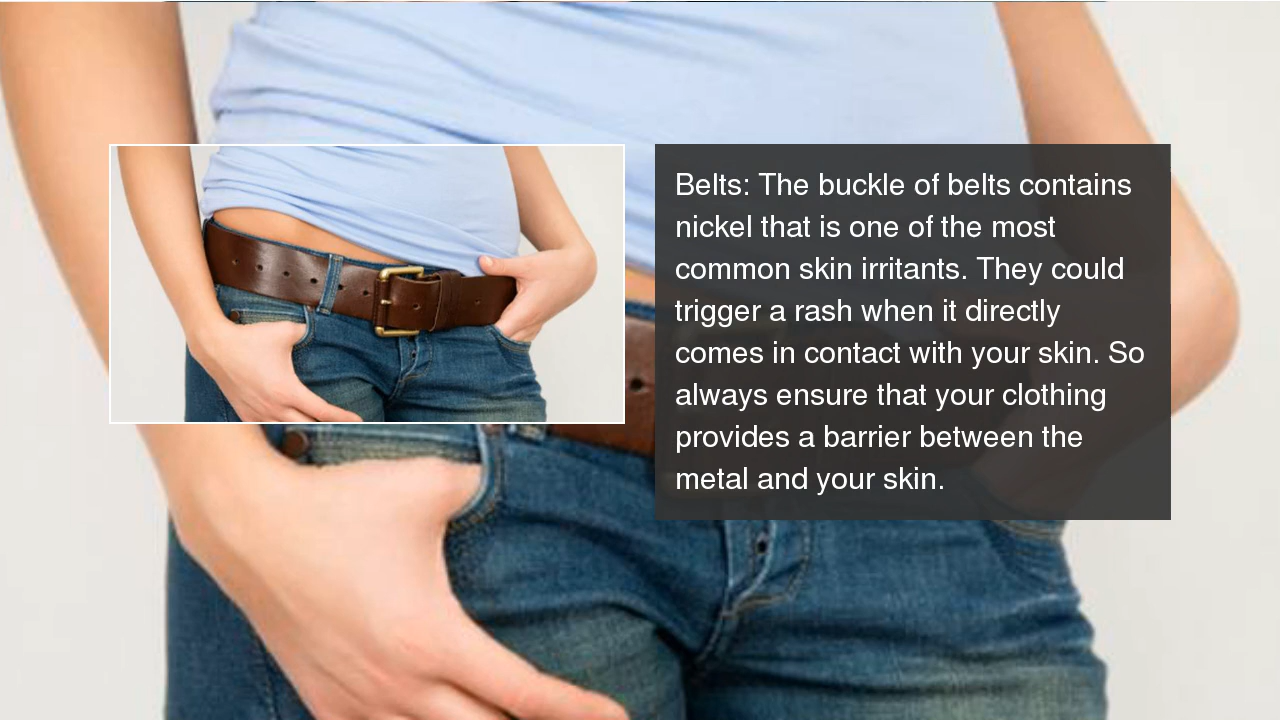 Belts: The buckle of belts contains
nickel that is one of the most
common skin irritants. They could
trigger a rash when it directly
comes in contact with your skin. So
always ensure that your clothing
provides a barrier between the
metal and your skin.